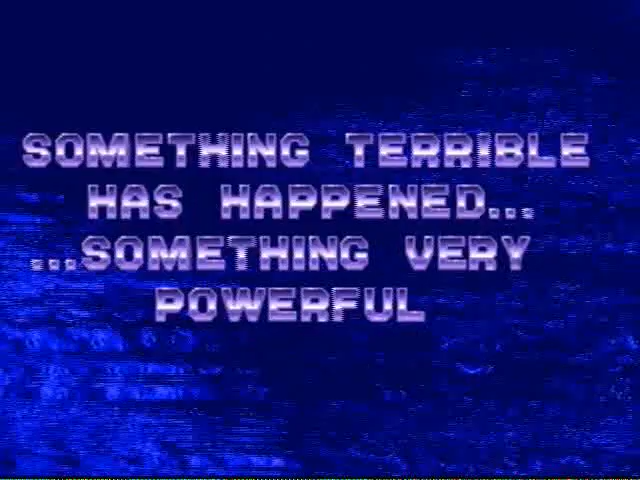 SOMETHING TERRIBLE
HAS HAPPENED...
...SOMETHING VERY
POWERFUL